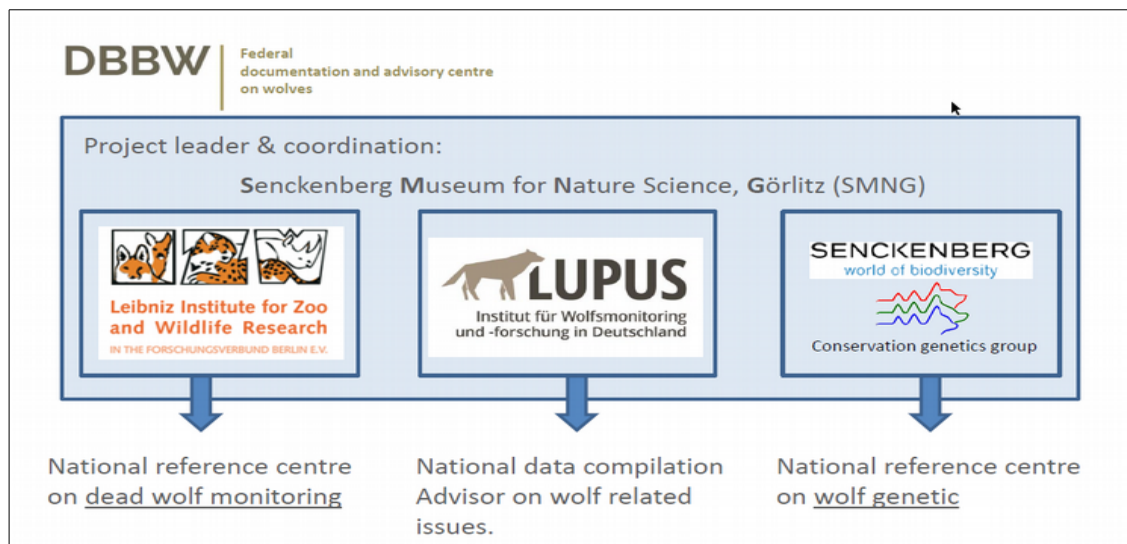 DBBW
Federal
documentation and advisory centre
on wolves
Project leader & coordination:
Senckenberg Museum for Nature Science, Görlitz (SMNG)
Leibniz Institute for Zoo
and Wildlife Research
IN THE FORSCHUNGSVERBUND BERLIN E.V.
LUPUS
Institut für Wolfsmonitoring
und -forschung in Deutschland
SENCKENBERG
world of biodiversity
Conservation genetics group
National reference centre
on dead wolf monitoring
National data compilation
Advisor on wolf related
issues.
National reference centre
on wolf genetic